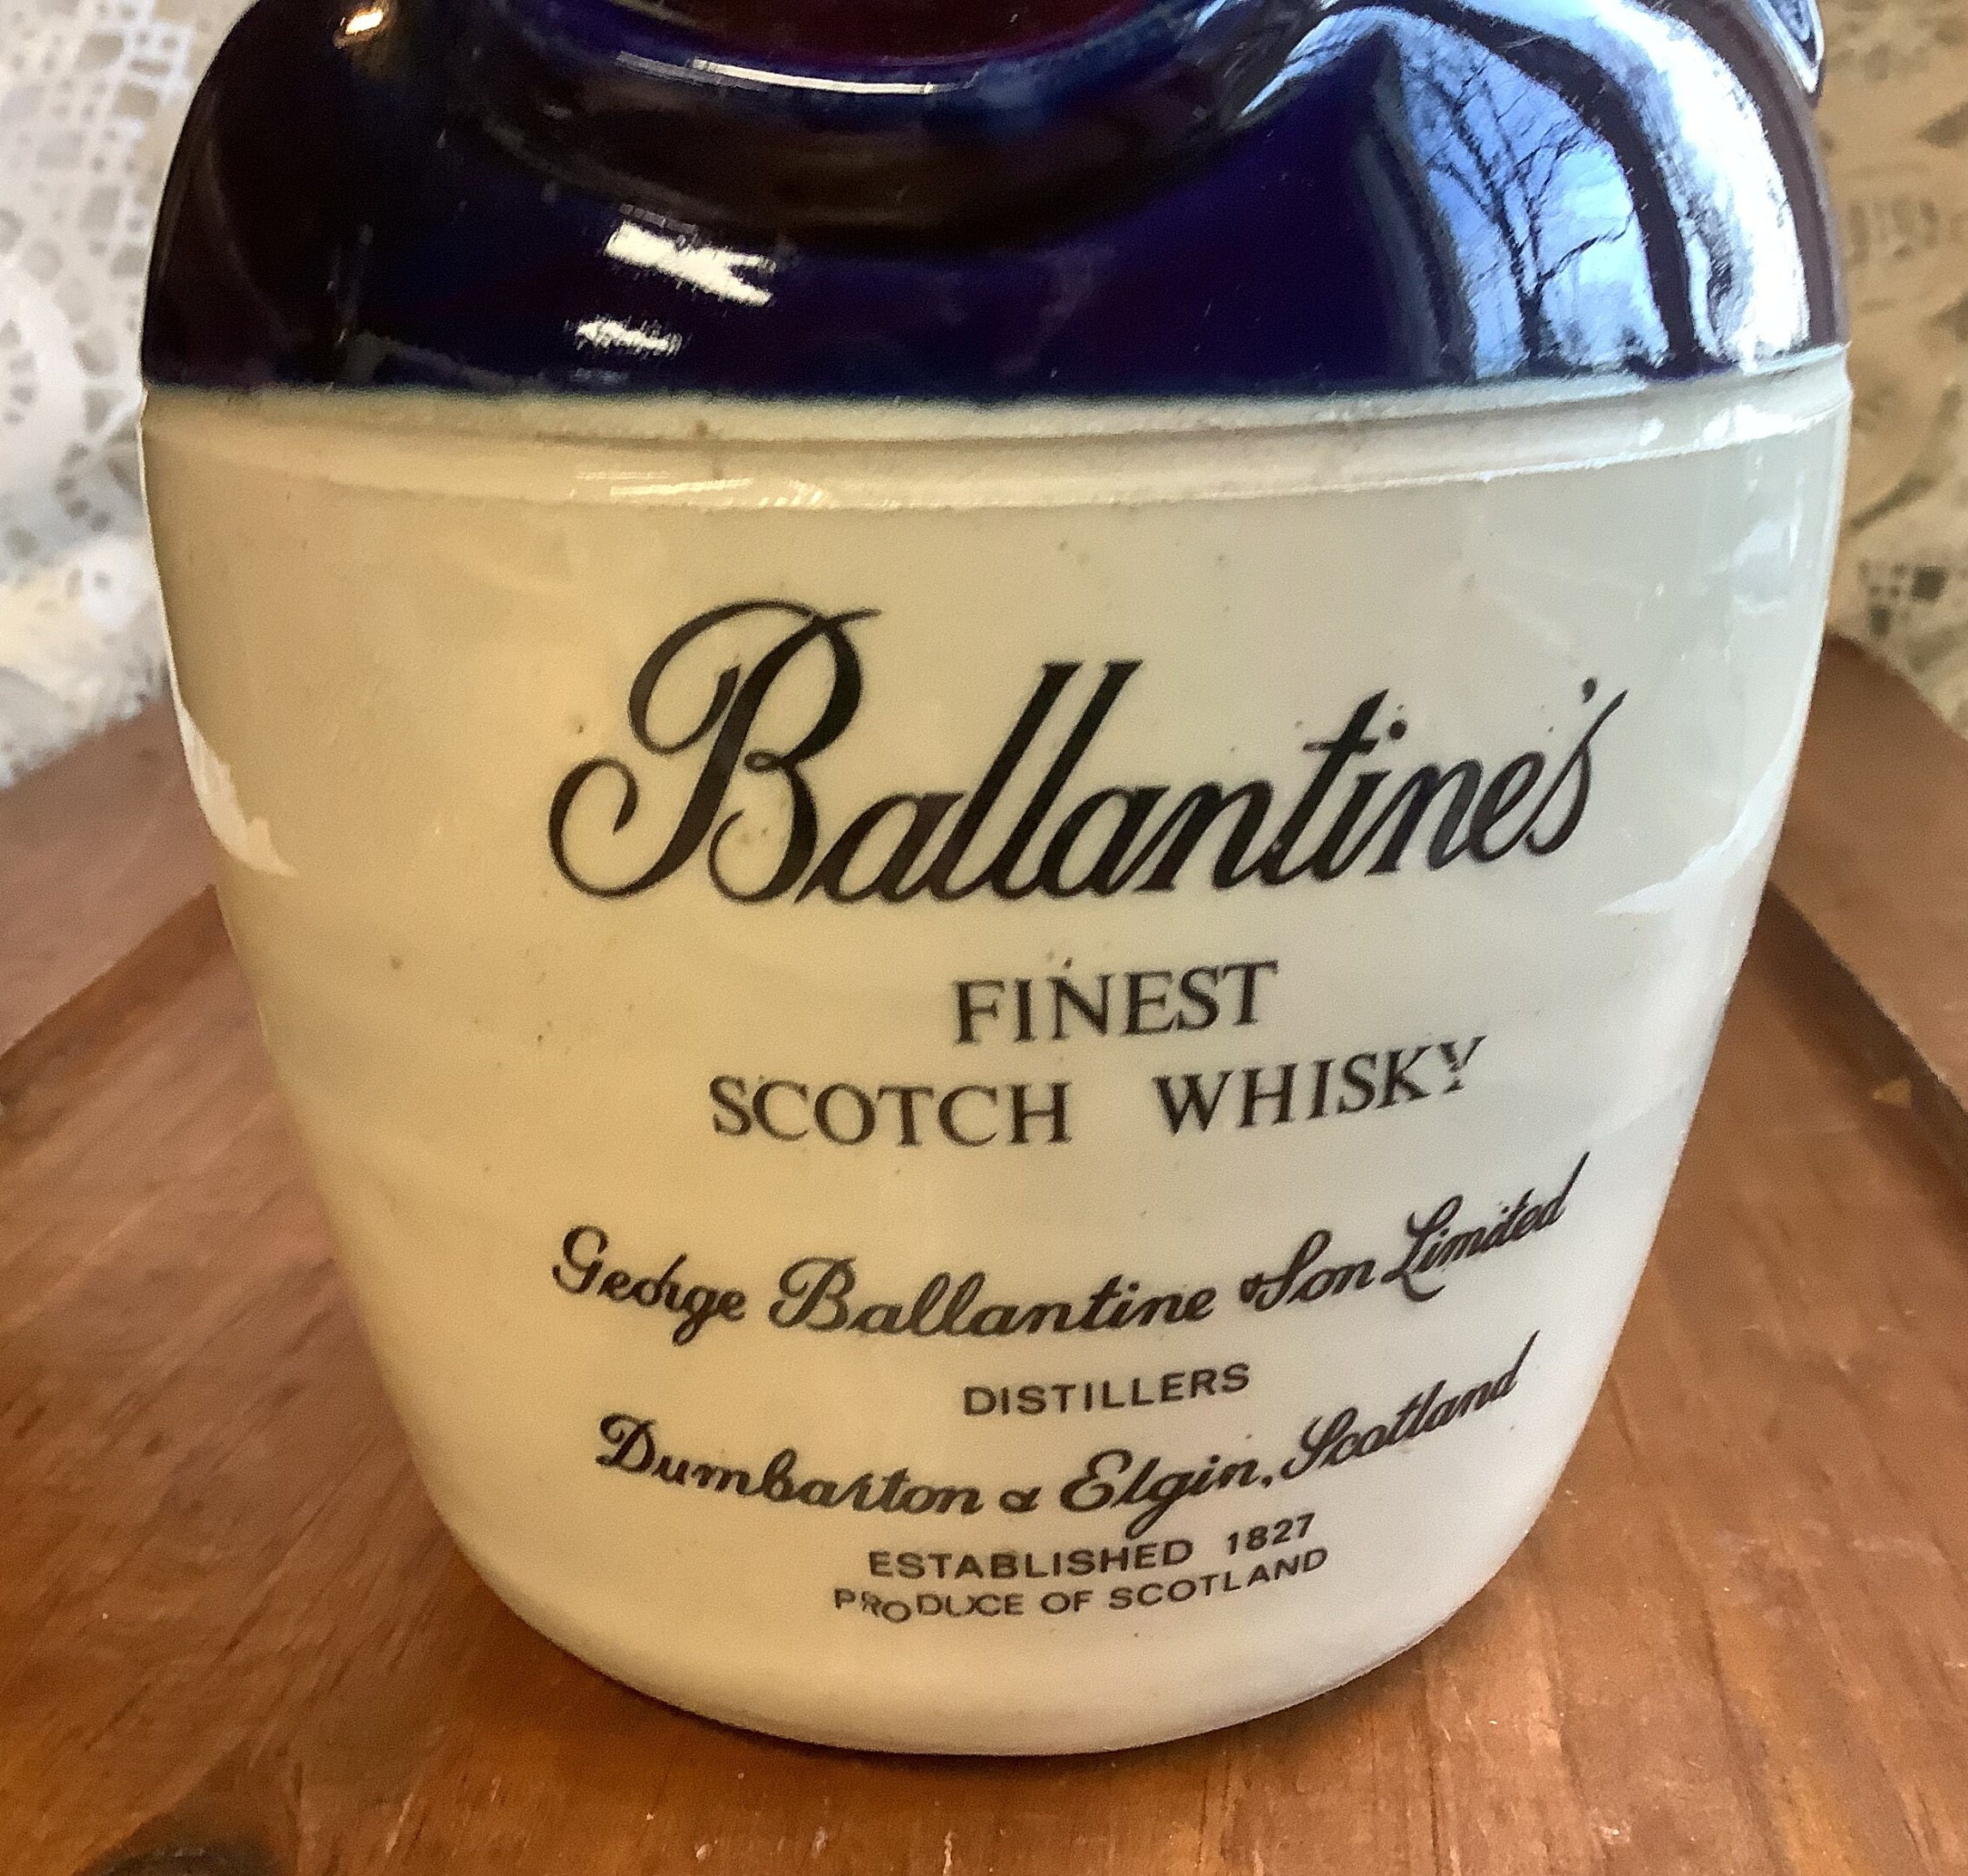 Ballantine's
FINEST
SCOTCH WHISKY
George Ballantine & Son Limited
DISTILLERS
Dumbarton & Elgin, Scotland
ESTABLISHED 1827
PRODUCE OF SCOTLAND